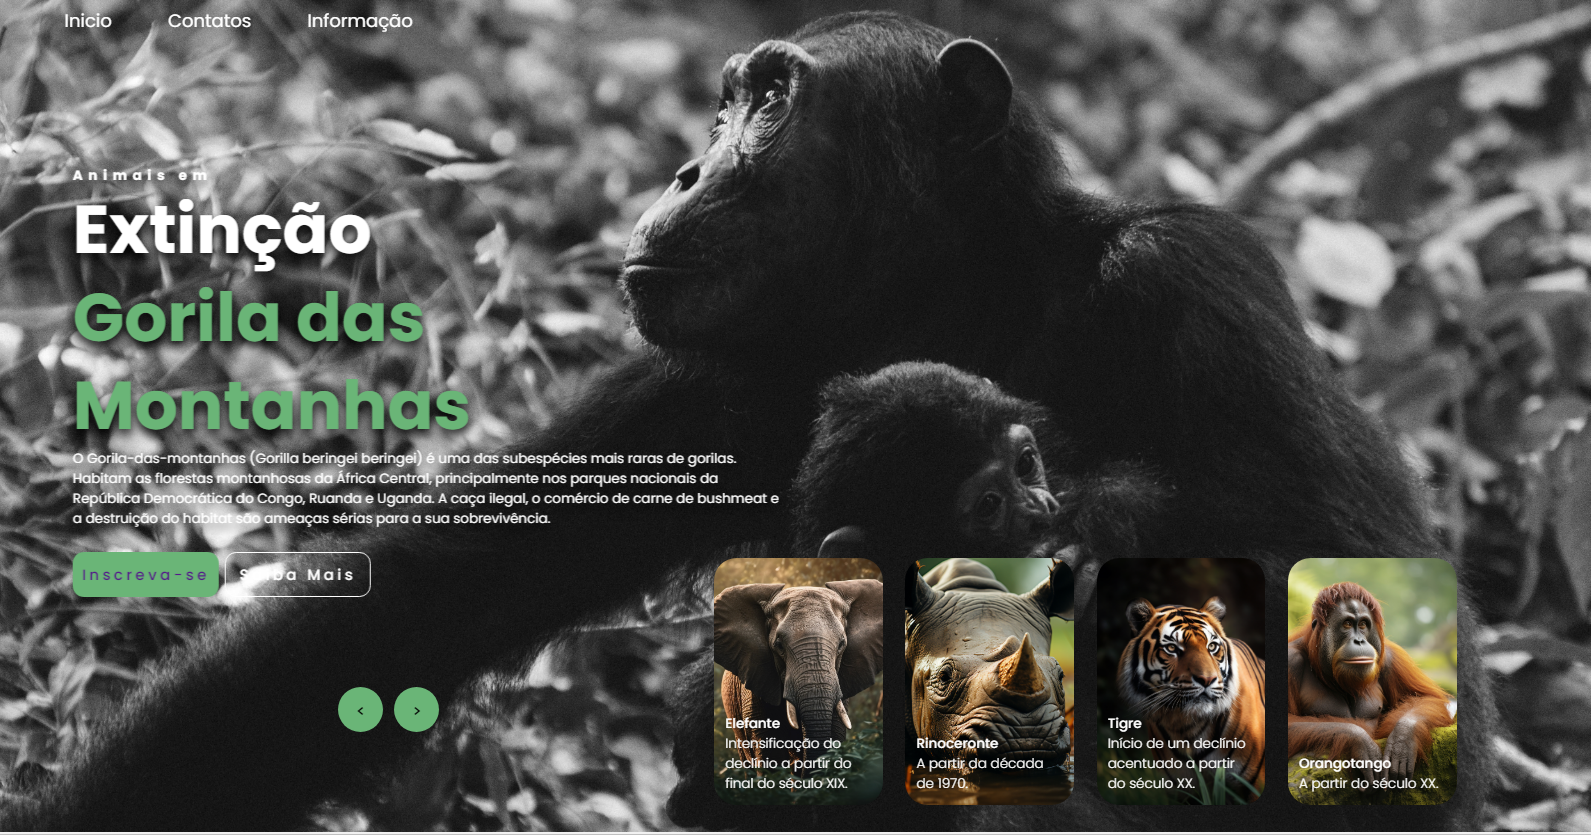 Inicio Contatos Informação
Animais em
Extinção
Gorila das
Montanhas
O Gorila-das-montanhas (Gorilla beringei beringei) é uma das subespécies mais raras de gorilas.
Habitam as florestas montanhosas da África Central, principalmente nos parques nacionais da
República Democrática do Congo, Ruanda e Uganda. A caça ilegal, o comércio de carne de bushmeat e
a destruição do habitat são ameaças sérias para a sua sobrevivência.
Inscreva-se Saiba Mais
< >
Elefante
Intensificação do
declínio a partir do
final do século XIX.
Rinoceronte
A partir da década
de 1970.
Tigre
Início de um declínio
acentuado a partir
do século XX.
Orangotango
A partir do século XX.